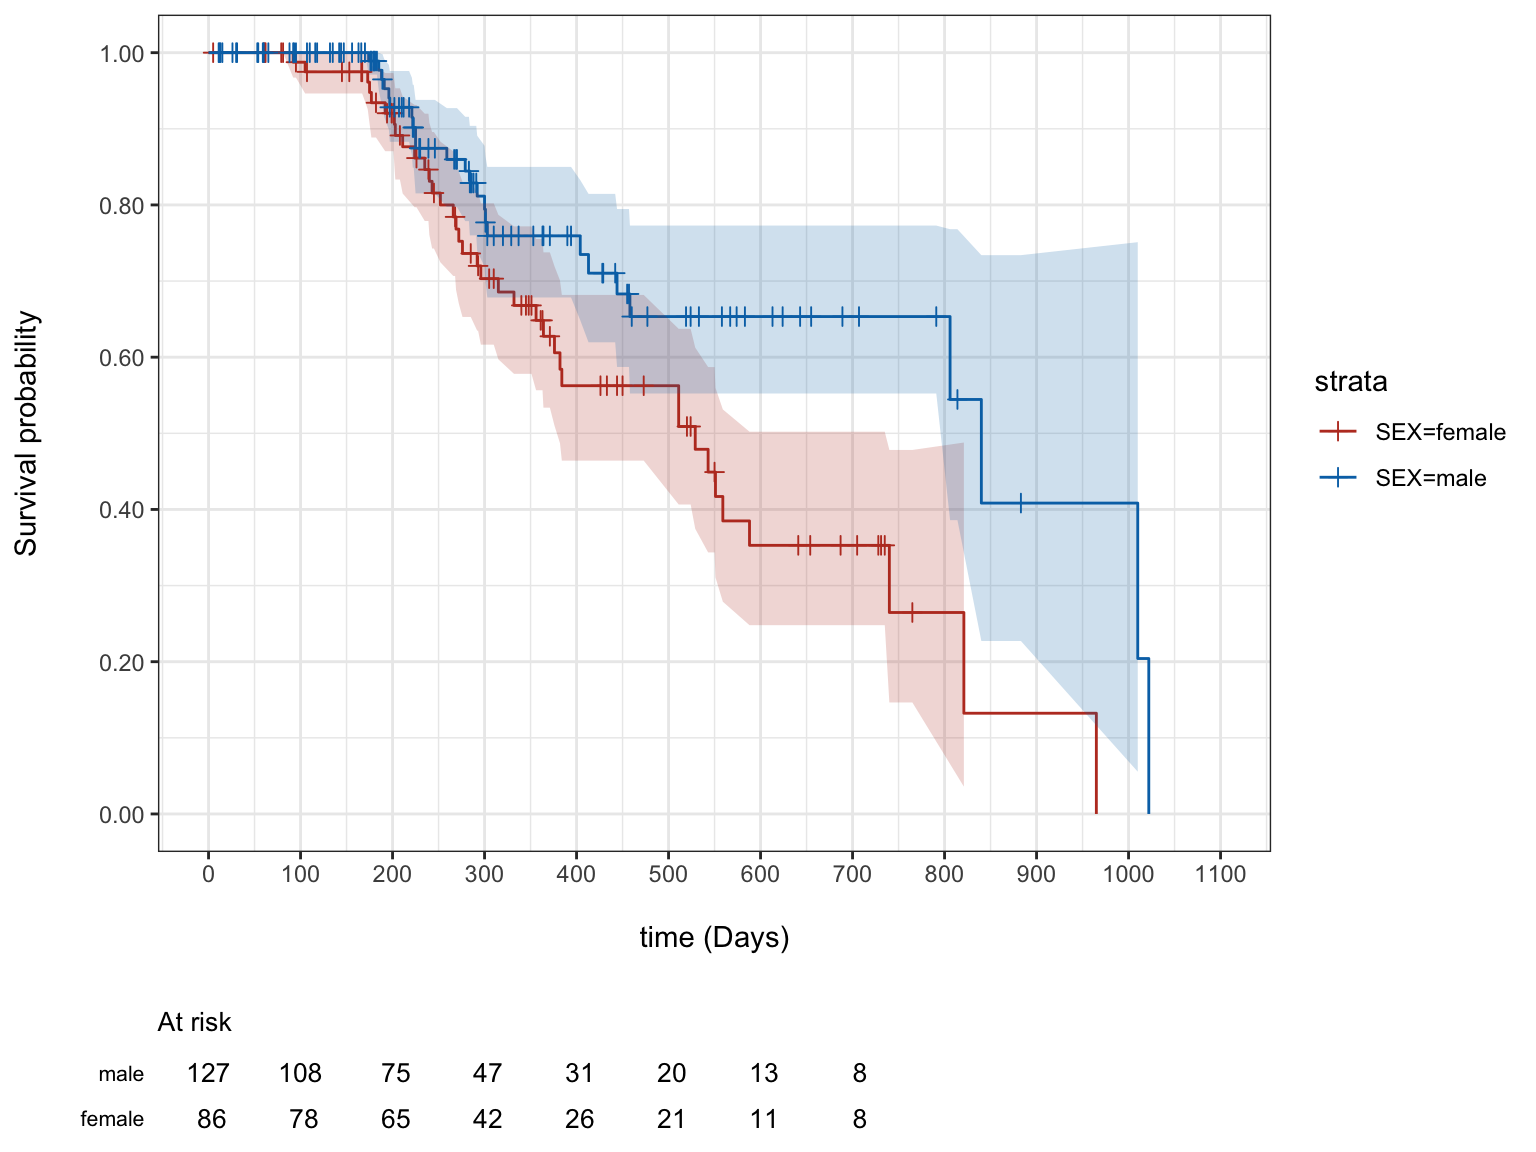 1.00
0.80
0.60
0.40
0.20
0.00
Survival probability
0 100 200 300 400 500 600 700 800 900 1000 1100
time (Days)
strata
SEX=female
SEX=male
At risk
male 127 108 75 47 31 20 13 8
female 86 78 65 42 26 21 11 8